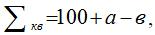 ∑ кв =100+а−в,